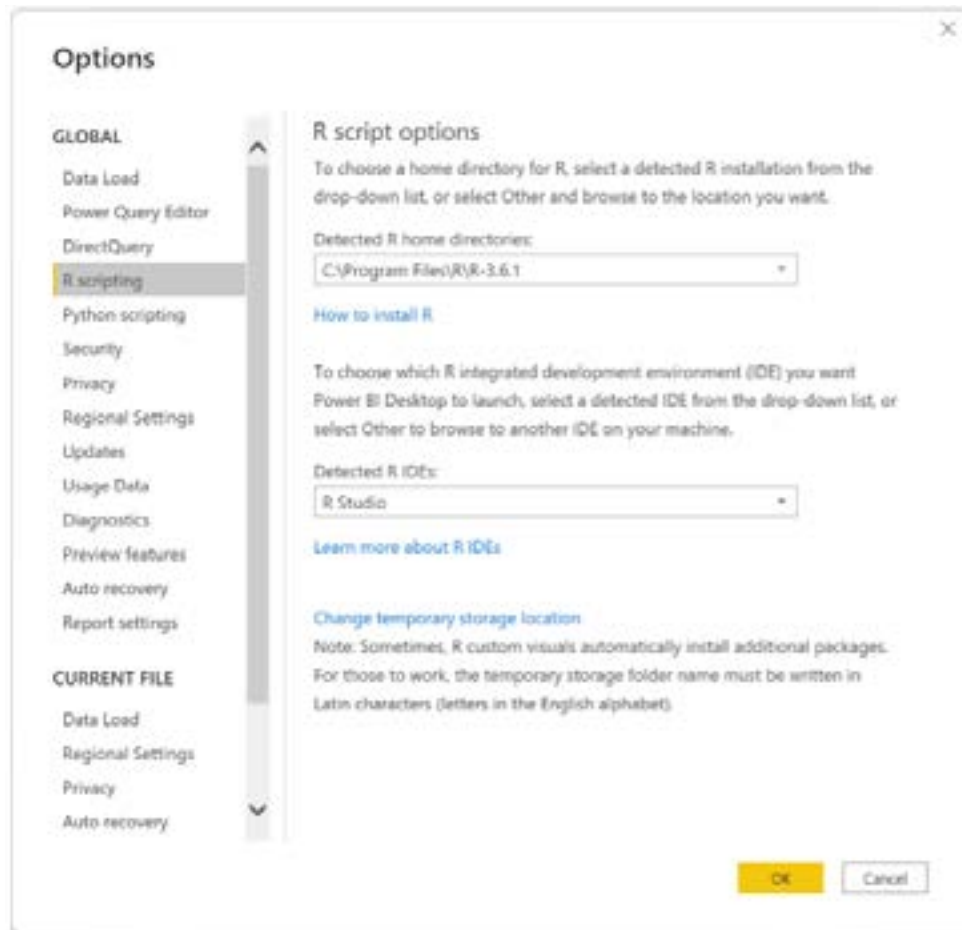 Options
GLOBAL
Data Load
Power Query Editor
DirectQuery
R scripting
Python scripting
Security
Privacy
Regional Settings
Updates
Usage Data
Diagnostics
Preview features
Auto recovery
Report settings
CURRENT FILE
Data Load
Regional Settings
Privacy
Auto recovery
R script options
To choose a home directory for R, select a detected R installation from the
drop-down list, or select Other and browse to the location you want.
Detected R home directories:
C:\Program Files\R\R-3.6.1
How to install R
To choose which R integrated development environment (IDE) you want
Power BI Desktop to launch, select a detected IDE from the drop-down list, or
select Other to browse to another IDE on your machine.
Detected R IDEs:
R Studio
Learn more about R IDEs
Change temporary storage location
Note: Sometimes, R custom visuals automatically install additional packages.
For those to work, the temporary storage folder name must be written in
Latin characters (letters in the English alphabet).
OK
Cancel